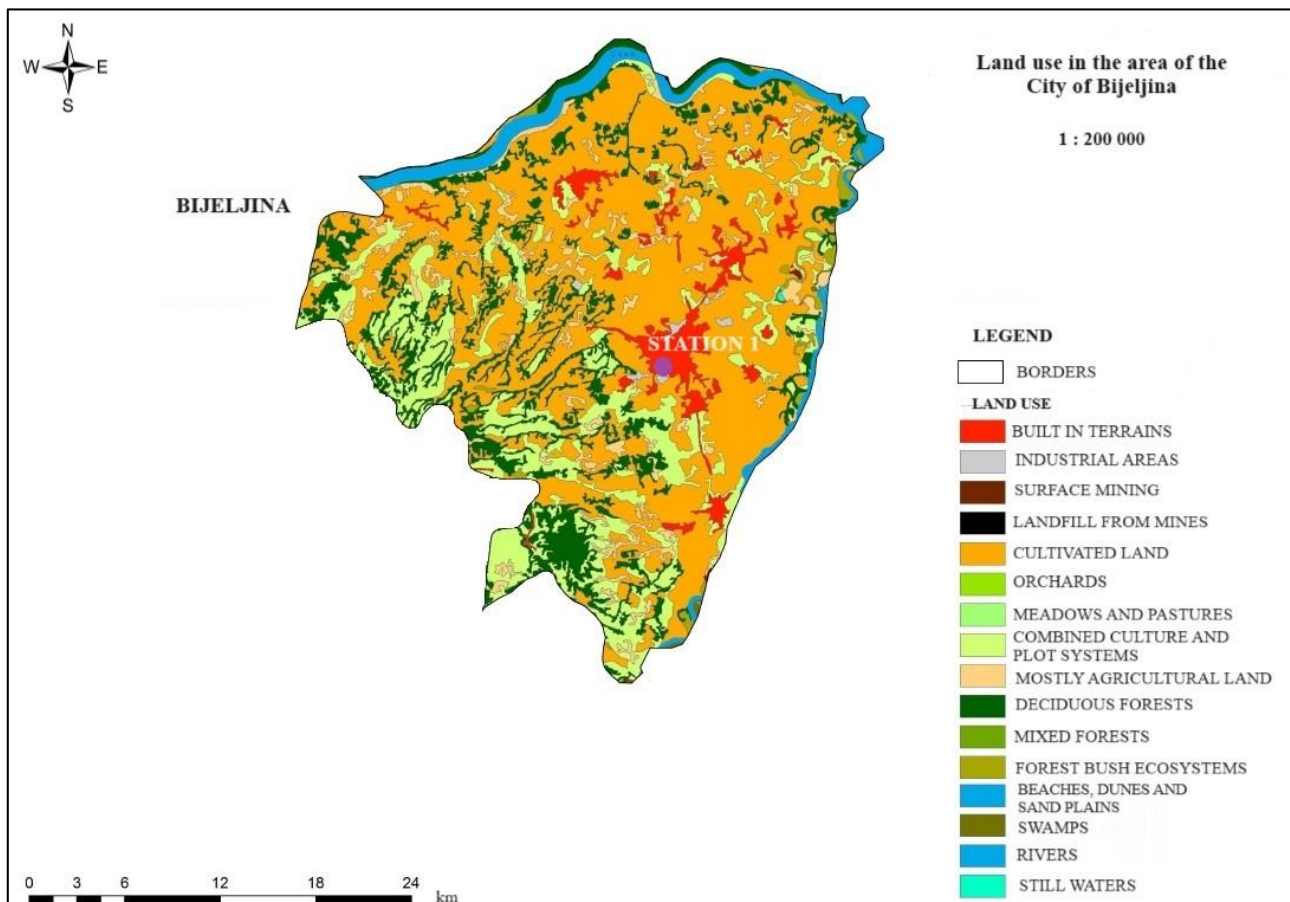 N
W E
S
Land use in the area of the
City of Bijeljina
1 : 200 000
BIJELJINA
STATION 1
LEGEND
BORDERS
LAND USE
BUILT IN TERRAINS
INDUSTRIAL AREAS
SURFACE MINING
LANDFILL FROM MINES
CULTIVATED LAND
ORCHARDS
MEADOWS AND PASTURES
COMBINED CULTURE AND
PLOT SYSTEMS
MOSTLY AGRICULTURAL LAND
DECIDUOUS FORESTS
MIXED FORESTS
FOREST BUSH ECOSYSTEMS
BEACHES, DUNES AND
SAND PLAINS
SWAMPS
RIVERS
STILL WATERS
0 3 6 12 18 24
km